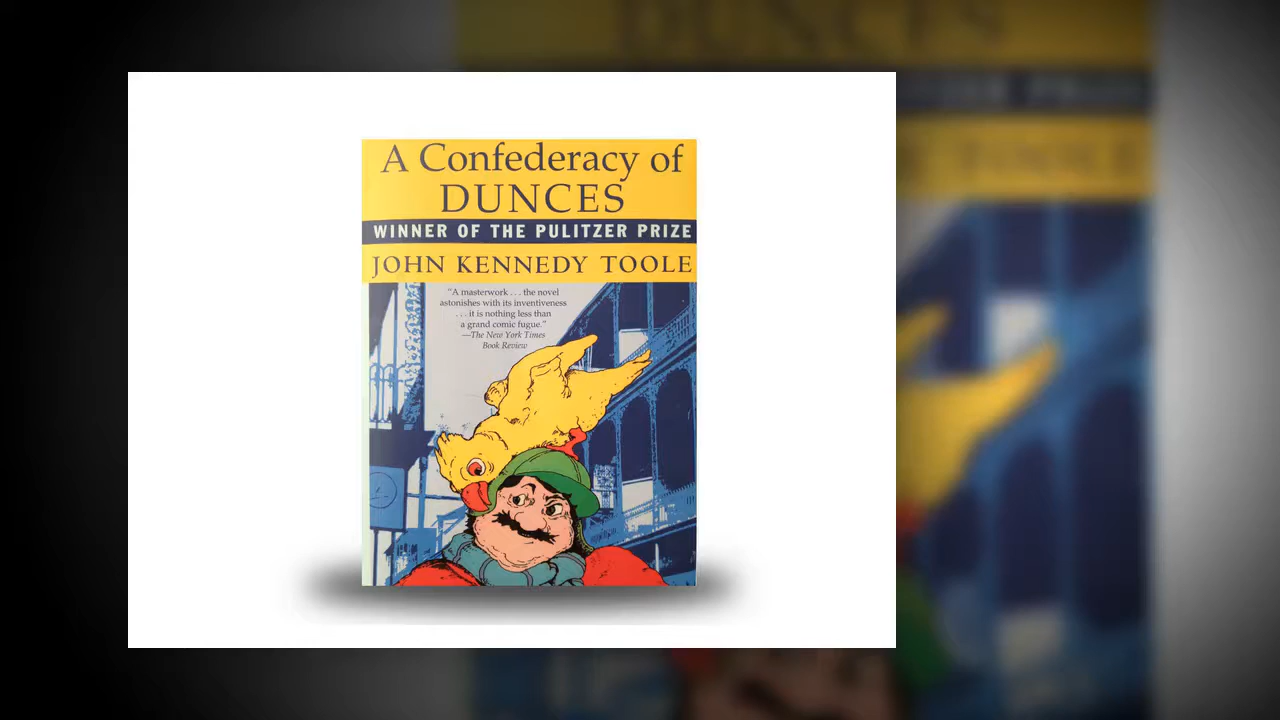 A Confederacy of
DUNCES
WINNER OF THE PULITZER PRIZE
JOHN KENNEDY TOOLE
“A masterwork . . . the novel
astonishes with its inventiveness
. . . it is nothing less than
a grand comic fugue.”
—The New York Times
Book Review